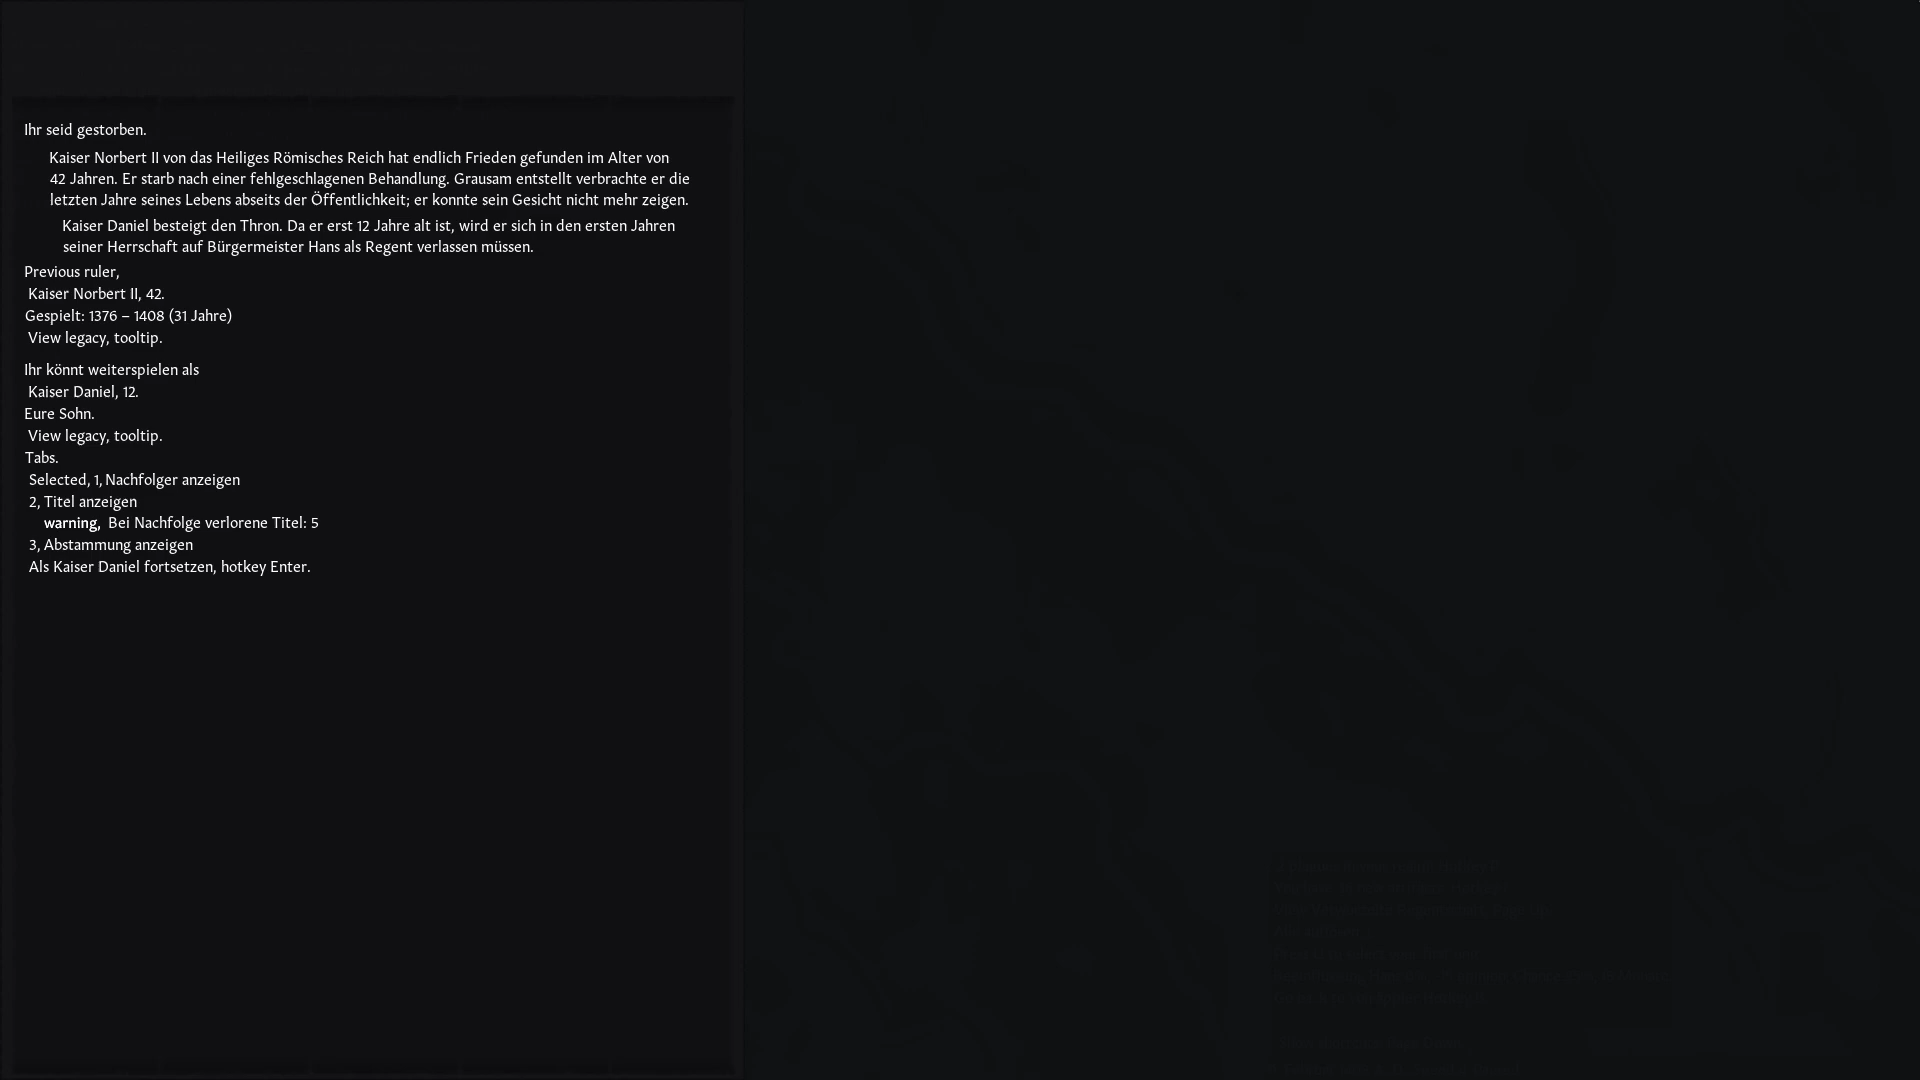 Ihr seid gestorben.
Kaiser Norbert II von das Heiliges Römisches Reich hat endlich Frieden gefunden im Alter von
42 Jahren. Er starb nach einer fehlgeschlagenen Behandlung. Grausam entstellt verbrachte er die
letzten Jahre seines Lebens abseits der Öffentlichkeit; er konnte sein Gesicht nicht mehr zeigen.
Kaiser Daniel besteigt den Thron. Da er erst 12 Jahre alt ist, wird er sich in den ersten Jahren
seiner Herrschaft auf Bürgermeister Hans als Regent verlassen müssen.
Previous ruler,
Kaiser Norbert II, 42.
Gespielt: 1376 – 1408 (31 Jahre)
View legacy, tooltip.
Ihr könnt weiterspielen als
Kaiser Daniel, 12.
Eure Sohn.
View legacy, tooltip.
Tabs.
Selected, 1, Nachfolger anzeigen
2, Titel anzeigen
warning, Bei Nachfolge verlorene Titel: 5
3, Abstammung anzeigen
Als Kaiser Daniel fortsetzen, hotkey Enter.